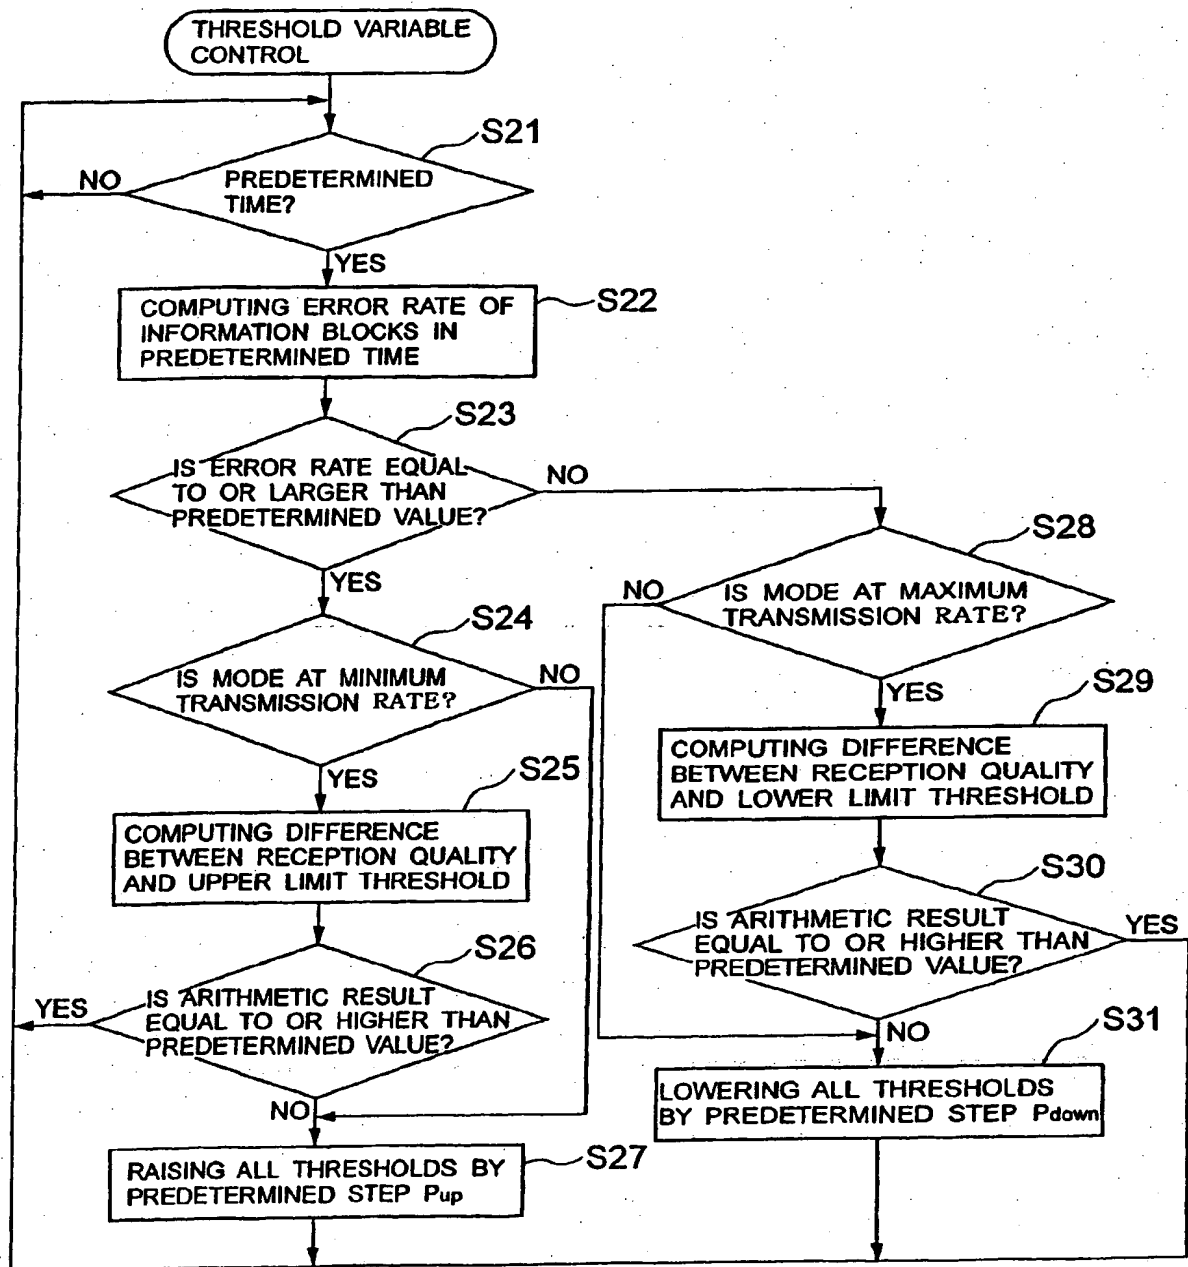 THRESHOLD VARIABLE
CONTROL
S21
PREDETERMINED
TIME?
NO
YES
S22
COMPUTING ERROR RATE OF
INFORMATION BLOCKS IN
PREDETERMINED TIME
S23
IS ERROR RATE EQUAL
TO OR LARGER THAN
PREDETERMINED VALUE?
NO
YES
S24
IS MODE AT MINIMUM
TRANSMISSION RATE?
NO
YES
S25
COMPUTING DIFFERENCE
BETWEEN RECEPTION QUALITY
AND UPPER LIMIT THRESHOLD
S26
IS ARITHMETIC RESULT
EQUAL TO OR HIGHER THAN
PREDETERMINED VALUE?
YES
NO
S27
RAISING ALL THRESHOLDS BY
PREDETERMINED STEP Pup
S28
IS MODE AT MAXIMUM
TRANSMISSION RATE?
NO
YES
S29
COMPUTING DIFFERENCE
BETWEEN RECEPTION QUALITY
AND LOWER LIMIT THRESHOLD
S30
IS ARITHMETIC RESULT
EQUAL TO OR HIGHER THAN
PREDETERMINED VALUE?
YES
NO
S31
LOWERING ALL THRESHOLDS
BY PREDETERMINED STEP Pdown